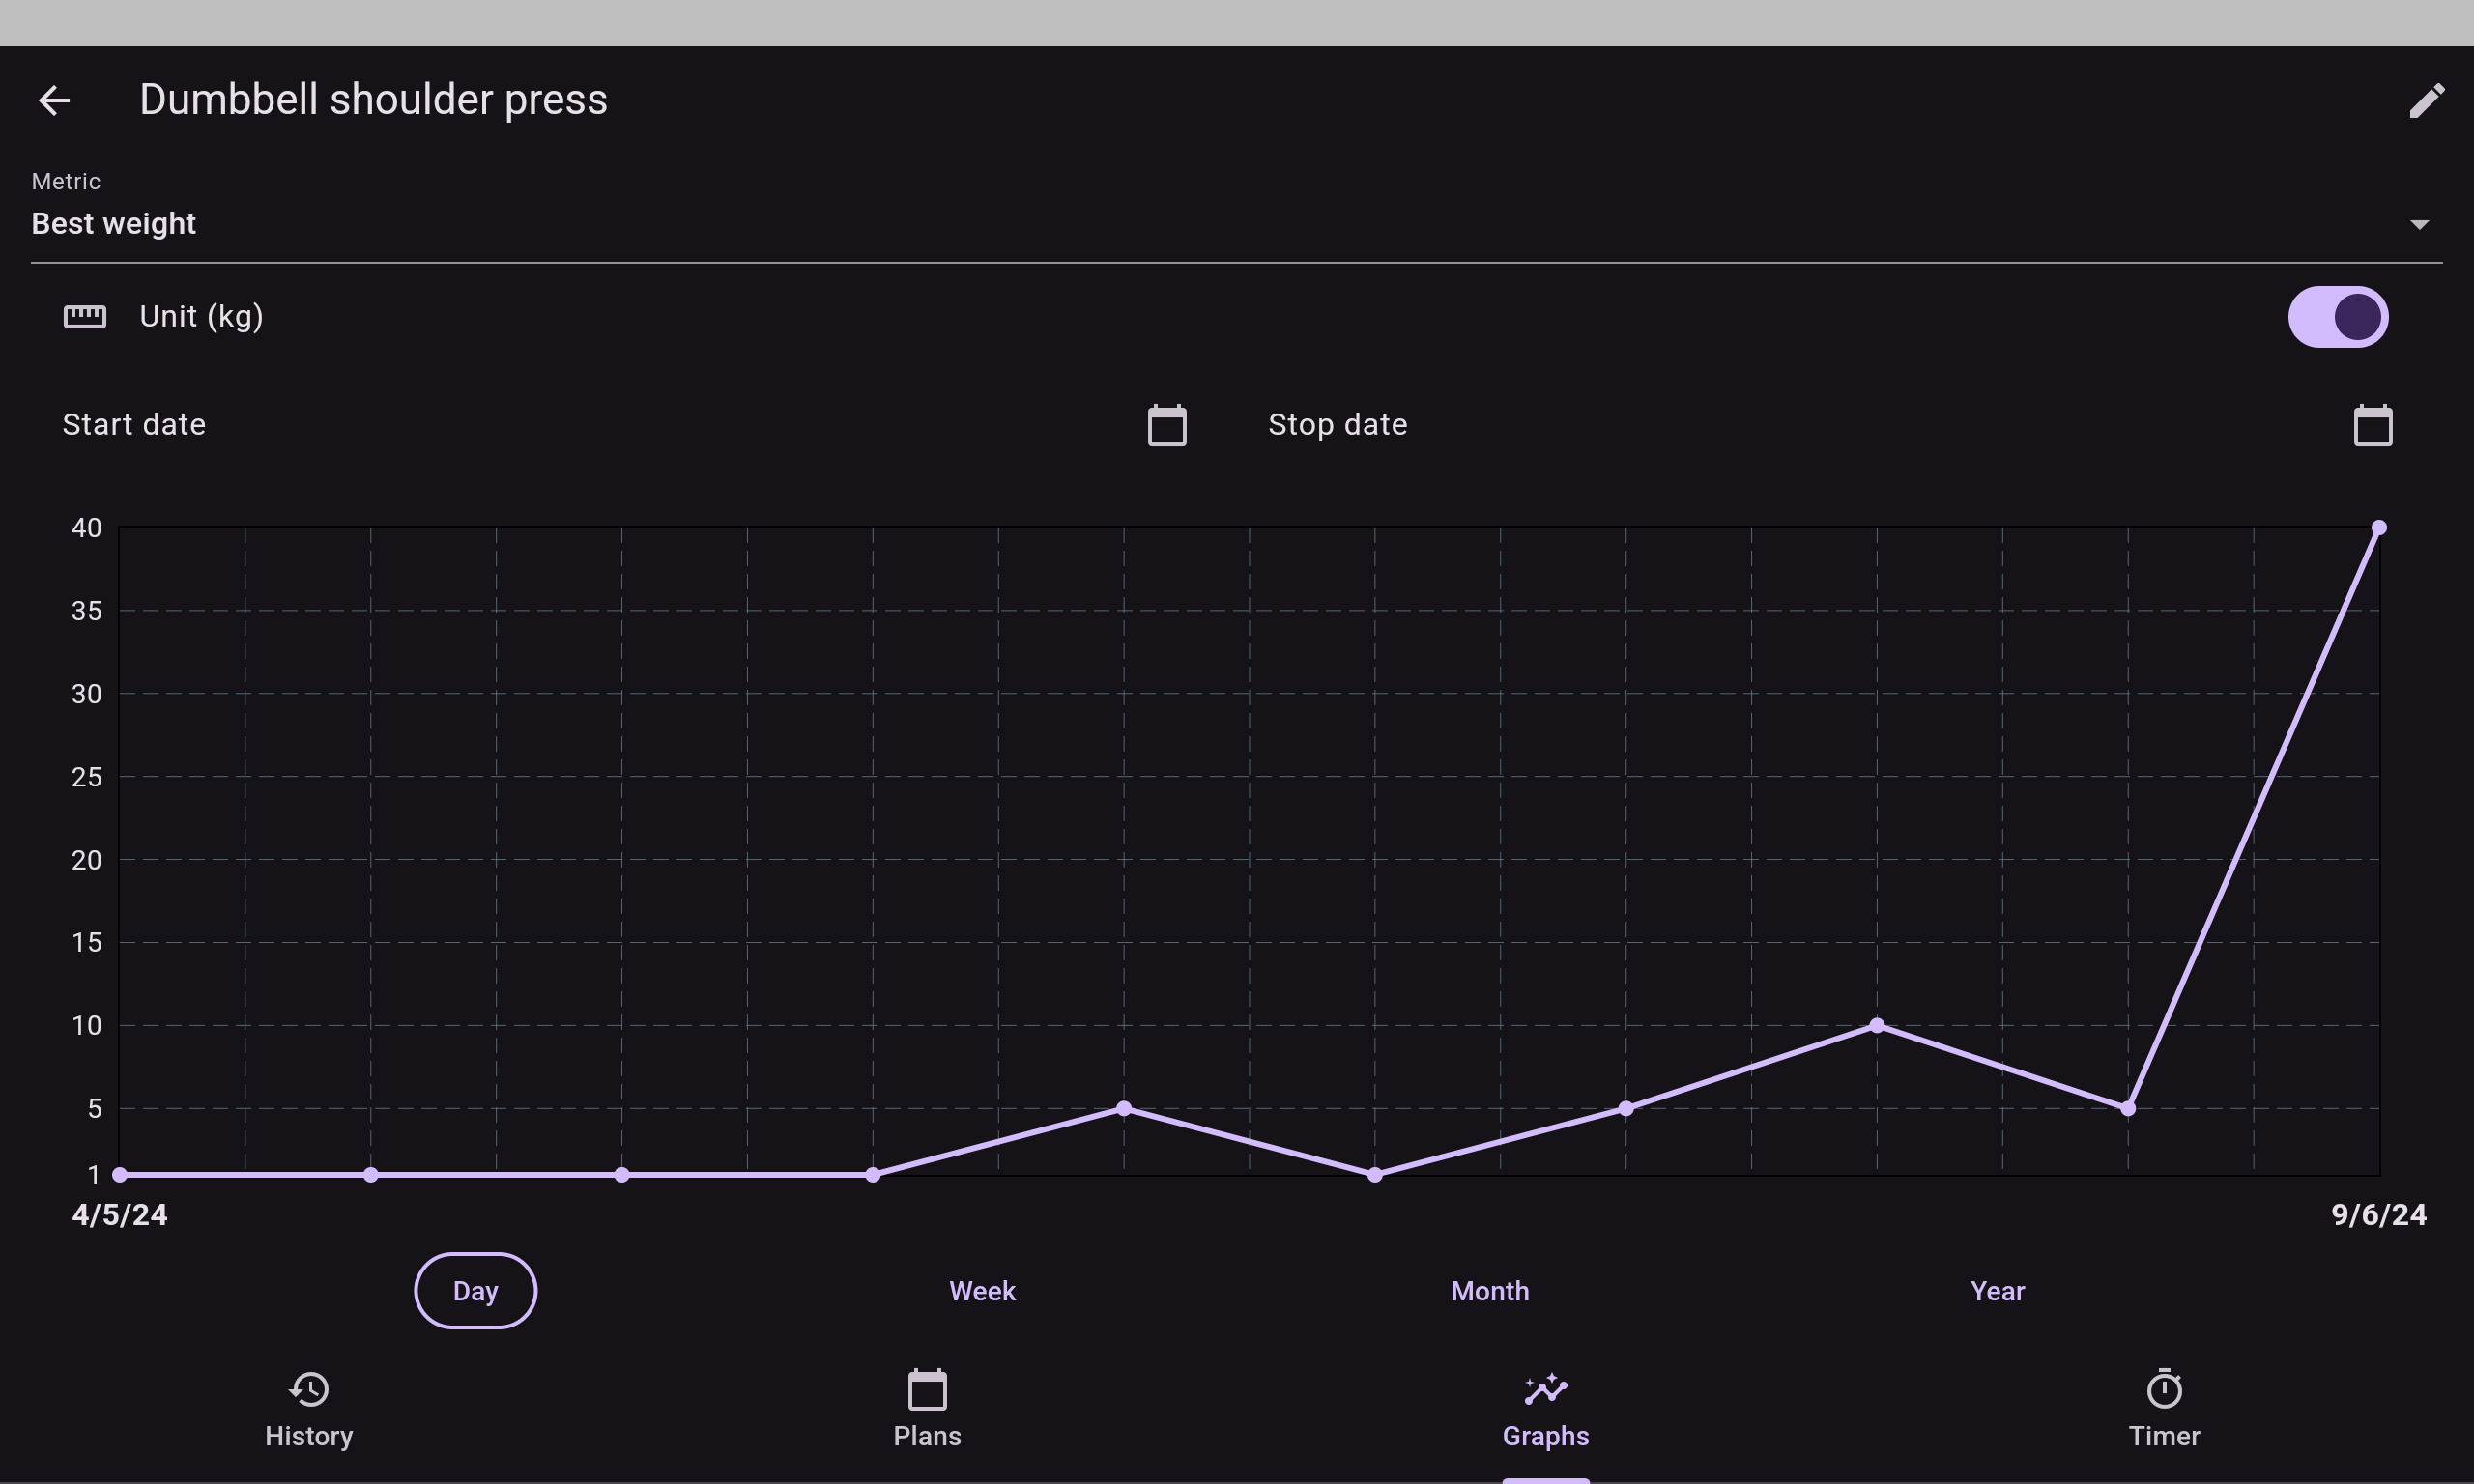 Dumbbell shoulder press
Metric
Best weight
Unit (kg)
Start date
Stop date
40
35
30
25
20
15
10
5
1
4/5/24
9/6/24
Day
Week
Month
Year
History
Plans
Graphs
Timer